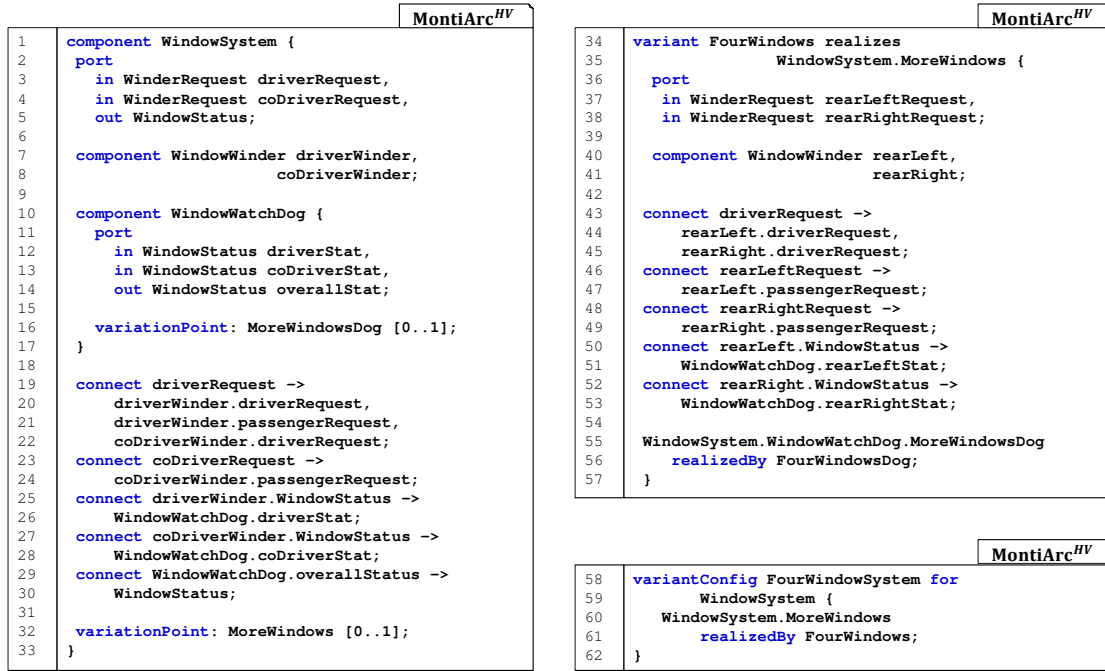 MontiArcHV
1 component WindowSystem {
2 port
3 in WinderRequest driverRequest,
4 in WinderRequest coDriverRequest,
5 out WindowStatus;
6
7 component WindowWinder driverWinder,
8 coDriverWinder;
9
10 component WindowWatchDog {
11 port
12 in WindowStatus driverStat,
13 in WindowStatus coDriverStat,
14 out WindowStatus overallStat;
15
16 variationPoint: MoreWindowsDog [0..1];
17 }
18
19 connect driverRequest ->
20 driverWinder.driverRequest,
21 driverWinder.passengerRequest,
22 coDriverWinder.driverRequest;
23 connect coDriverRequest ->
24 coDriverWinder.passengerRequest;
25 connect driverWinder.WindowStatus ->
26 WindowWatchDog.driverStat;
27 connect coDriverWinder.WindowStatus ->
28 WindowWatchDog.coDriverStat;
29 connect WindowWatchDog.overallStatus ->
30 WindowStatus;
31
32 variationPoint: MoreWindows [0..1];
33 }
MontiArcHV
34 variant FourWindows realizes
35 WindowSystem.MoreWindows {
36 port
37 in WinderRequest rearLeftRequest,
38 in WinderRequest rearRightRequest;
39
40 component WindowWinder rearLeft,
41 rearRight;
42
43 connect driverRequest ->
44 rearLeft.driverRequest,
45 rearRight.driverRequest;
46 connect rearLeftRequest ->
47 rearLeft.passengerRequest;
48 connect rearRightRequest ->
49 rearRight.passengerRequest;
50 connect rearLeft.WindowStatus ->
51 WindowWatchDog.rearLeftStat;
52 connect rearRight.WindowStatus ->
53 WindowWatchDog.rearRightStat;
54
55 WindowSystem.WindowWatchDog.MoreWindowsDog
56 realizedBy FourWindowsDog;
57 }
MontiArcHV
58 variantConfig FourWindowSystem for
59 WindowSystem {
60 WindowSystem.MoreWindows
61 realizedBy FourWindows;
62 }